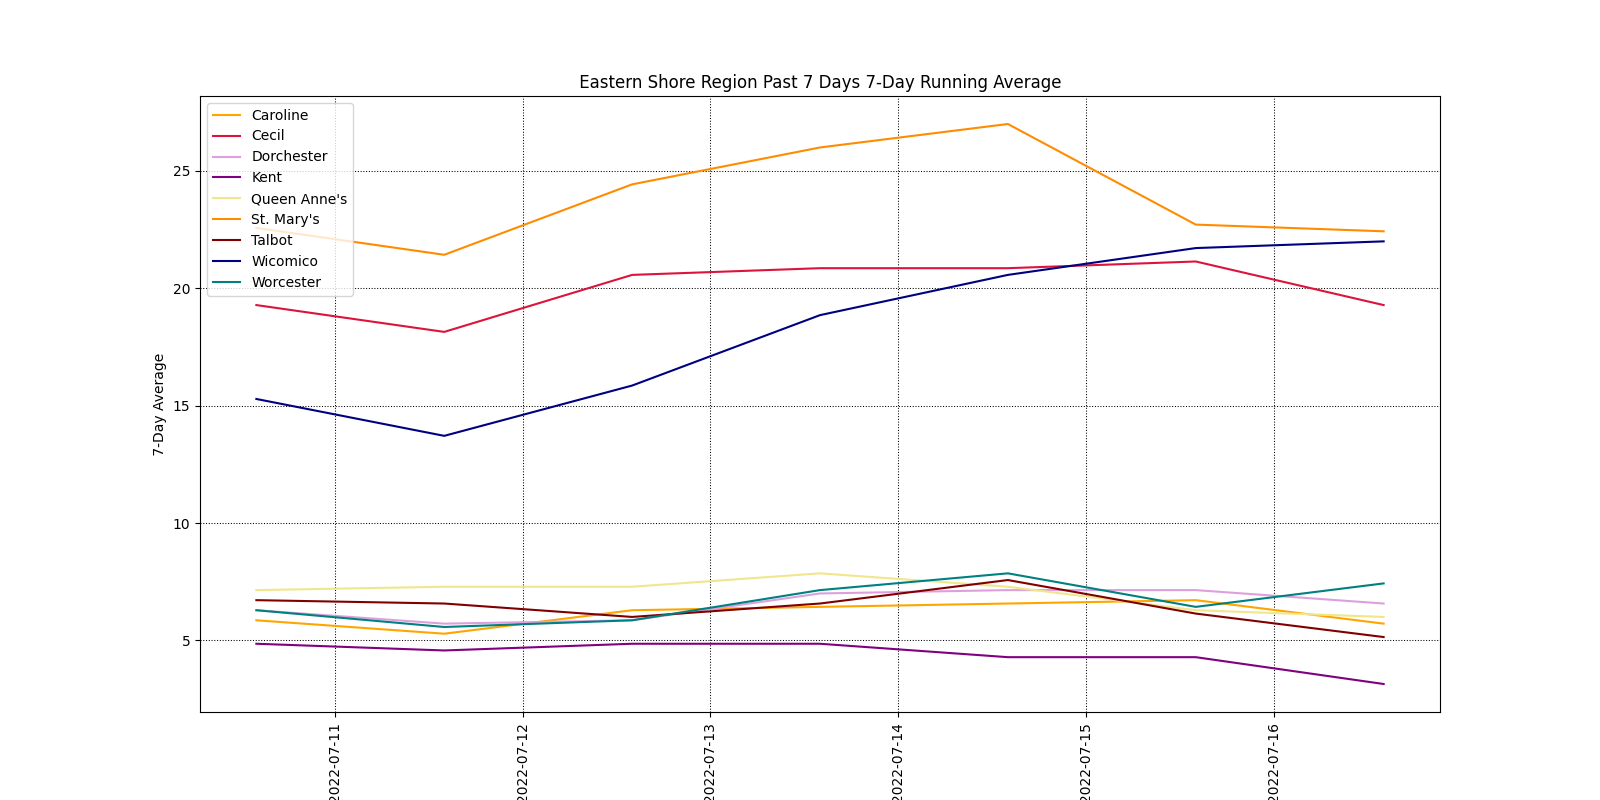 Eastern Shore Region Past 7 Days 7-Day Running Average
Caroline
Cecil
Dorchester
Kent
Queen Anne's
St. Mary's
Talbot
Wicomico
Worcester
25
20
15
10
5
7-Day Average
2022-07-11
2022-07-12
2022-07-13
2022-07-14
2022-07-15
2022-07-16